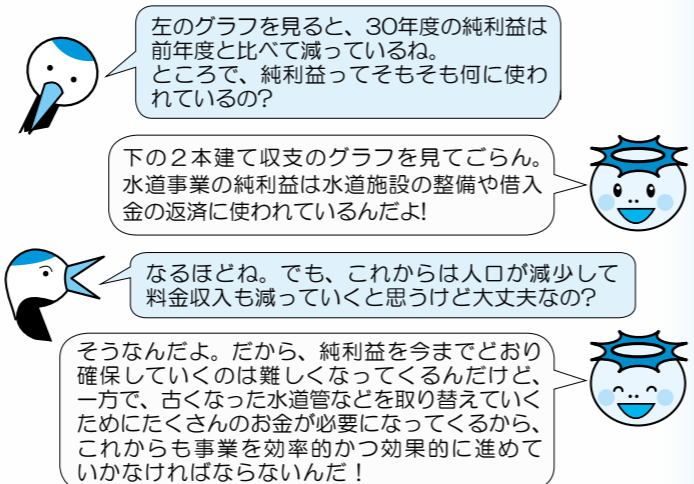 左のグラフを見ると、30年度の純利益は
前年度と比べて減っているね。
ところで、純利益ってそもそも何に使わ
れているの?
下の2本建て収支のグラフを見てごらん。
水道事業の純利益は水道施設の整備や借入
金の返済に使われているんだよ!
なるほどね。でも、これからは人口が減少して
料金収入も減っていくと思うけど大丈夫なの?
そうなんだよ。だから、純利益を今までどおり
確保していくのは難しくなってくるんだけど、
一方で、古くなった水道管などを取り替えていく
ためにたくさんのお金が必要になってくるから、
これからも事業を効率的かつ効果的に進めて
いかなければならないんだ!